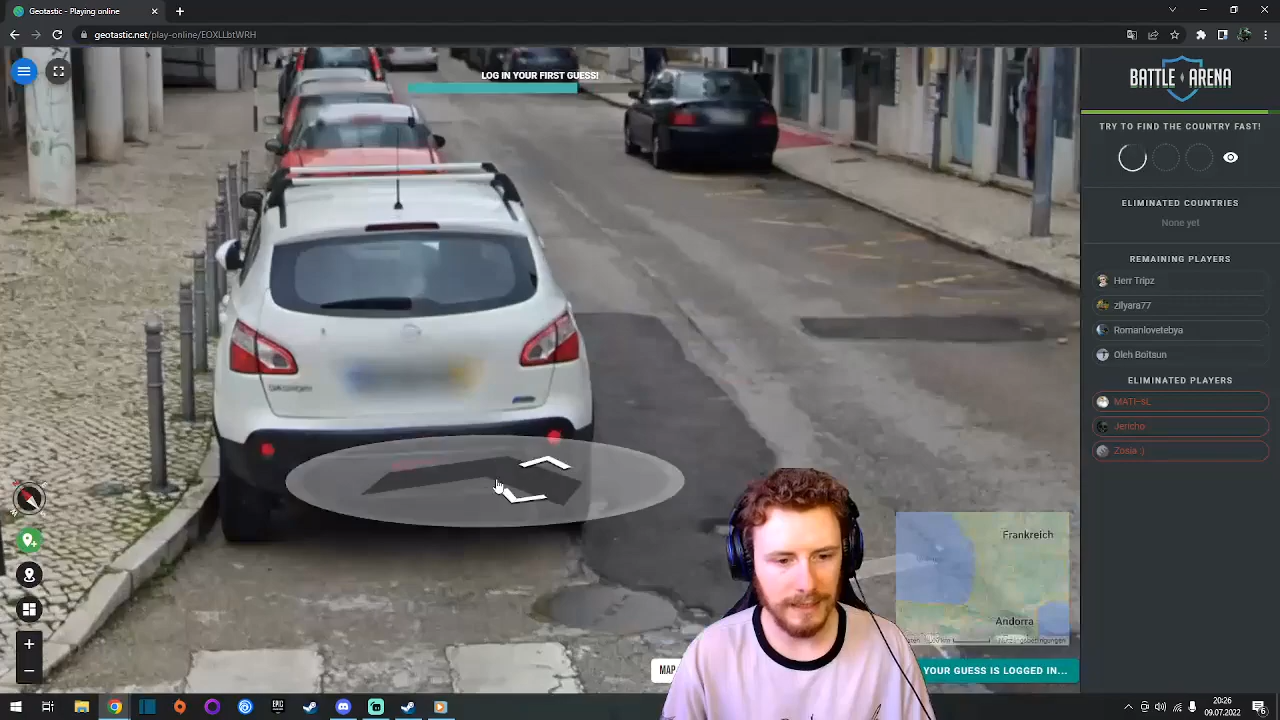 Geotastic - Playing online
geotastic.net/play-online/EOXLLbtWRH
LOG IN YOUR FIRST GUESS!
BATTLE ARENA
TRY TO FIND THE COUNTRY FAST!
ELIMINATED COUNTRIES
None yet
REMAINING PLAYERS
Herr Tripz
zilyara77
Romanlovetebya
Oleh Boitsun
ELIMINATED PLAYERS
MATI-sL
Jericho
Zosia :)
Frankreich
Andorra
MAP
YOUR GUESS IS LOGGED IN...
EPIC
20:26
09.07.2022